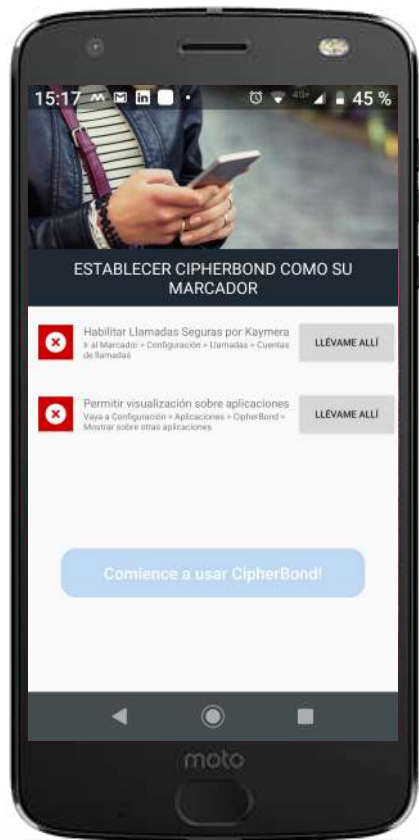 15:17
4G+
45 %
ESTABLECER CIPHERBOND COMO SU
MARCADOR
Habilitar Llamadas Seguras por Kaymera
Ir al Marcador > Configuración > Llamadas > Cuentas
de llamadas
LLÉVAME ALLÍ
Permitir visualización sobre aplicaciones
Vaya a Configuración > Aplicaciones > CipherBond >
Mostrar sobre otras aplicaciones
LLÉVAME ALLÍ
Comience a usar CipherBond!
moto